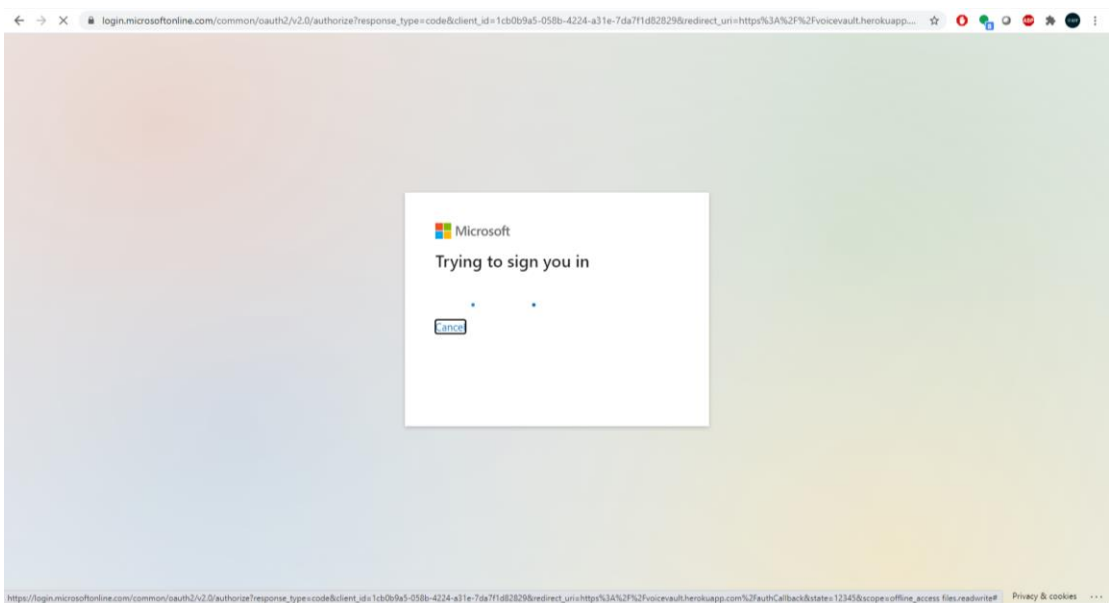 login.microsoftonline.com/common/oauth2/v2.0/authorize?response_type=code&client_id=1cb0b9a5-058b-4224-a31e-7da7f1d82829&redirect_uri=https%3A%2F%2Fvoicevault.herokuapp....
Microsoft
Trying to sign you in
Cancel
https://login.microsoftonline.com/common/oauth2/v2.0/authorize?response_type=code&client_id=1cb0b9a5-058b-4224-a31e-7da7f1d82829&redirect_uri=https%3A%2F%2Fvoicevault.herokuapp.com%2FauthCallback&state=12345&scope=offline_access files.readwrite# Privacy & cookies ...